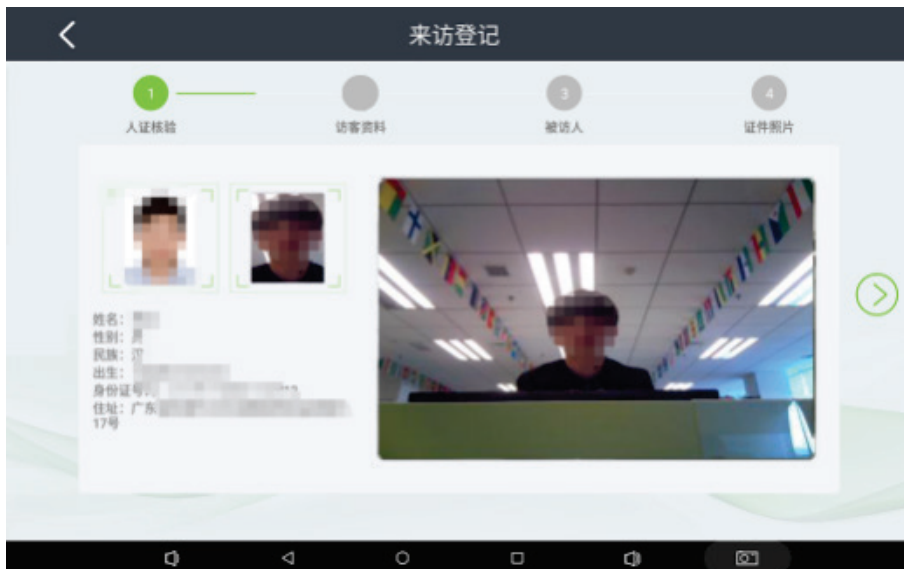 来访登记
1
3
4
人证核验
访客资料
被访人
证件照片
姓名：
性别：男
民族：汉
出生：
身份证号
住址：广东
17号